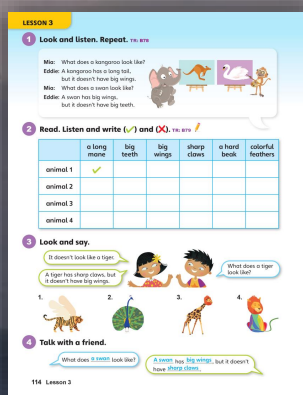 LESSON 3
1 Look and listen. Repeat. TR: B78
Mia: What does a kangaroo look like?
Eddie: A kangaroo has a long tail,
but it doesn't have big wings.
Mia: What does a swan look like?
Eddie: A swan has big wings,
but it doesn't have big teeth.
2 Read. Listen and write (✓) and (X). TR: B79
a long mane
big teeth
big wings
sharp claws
a hard beak
colorful feathers
animal 1 ✓
animal 2
animal 3
animal 4
3 Look and say.
It doesn't look like a tiger.
What does a tiger
look like?
A tiger has sharp claws, but
it doesn't have big wings.
1. 2. 3. 4.
4 Talk with a friend.
What does a swan look like?
A swan has big wings, but it doesn't
have sharp claws.
114 Lesson 3